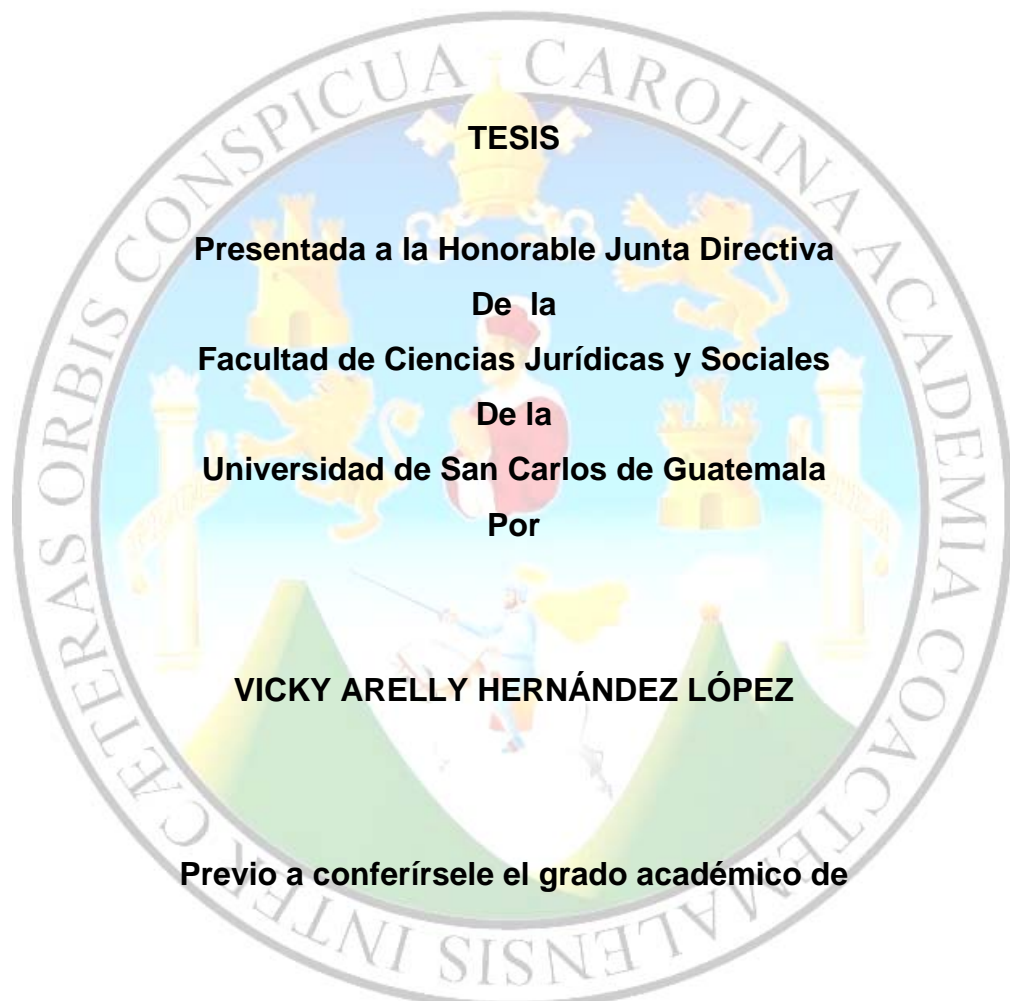 TESIS
Presentada a la Honorable Junta Directiva
De la
Facultad de Ciencias Jurídicas y Sociales
De la
Universidad de San Carlos de Guatemala
Por
VICKY ARELLY HERNÁNDEZ LÓPEZ
Previo a conferírsele el grado académico de
CÆTERAS ORBIS CONSPICUA CAROLINA ACADEMIA COACTEMALENSIS INTER